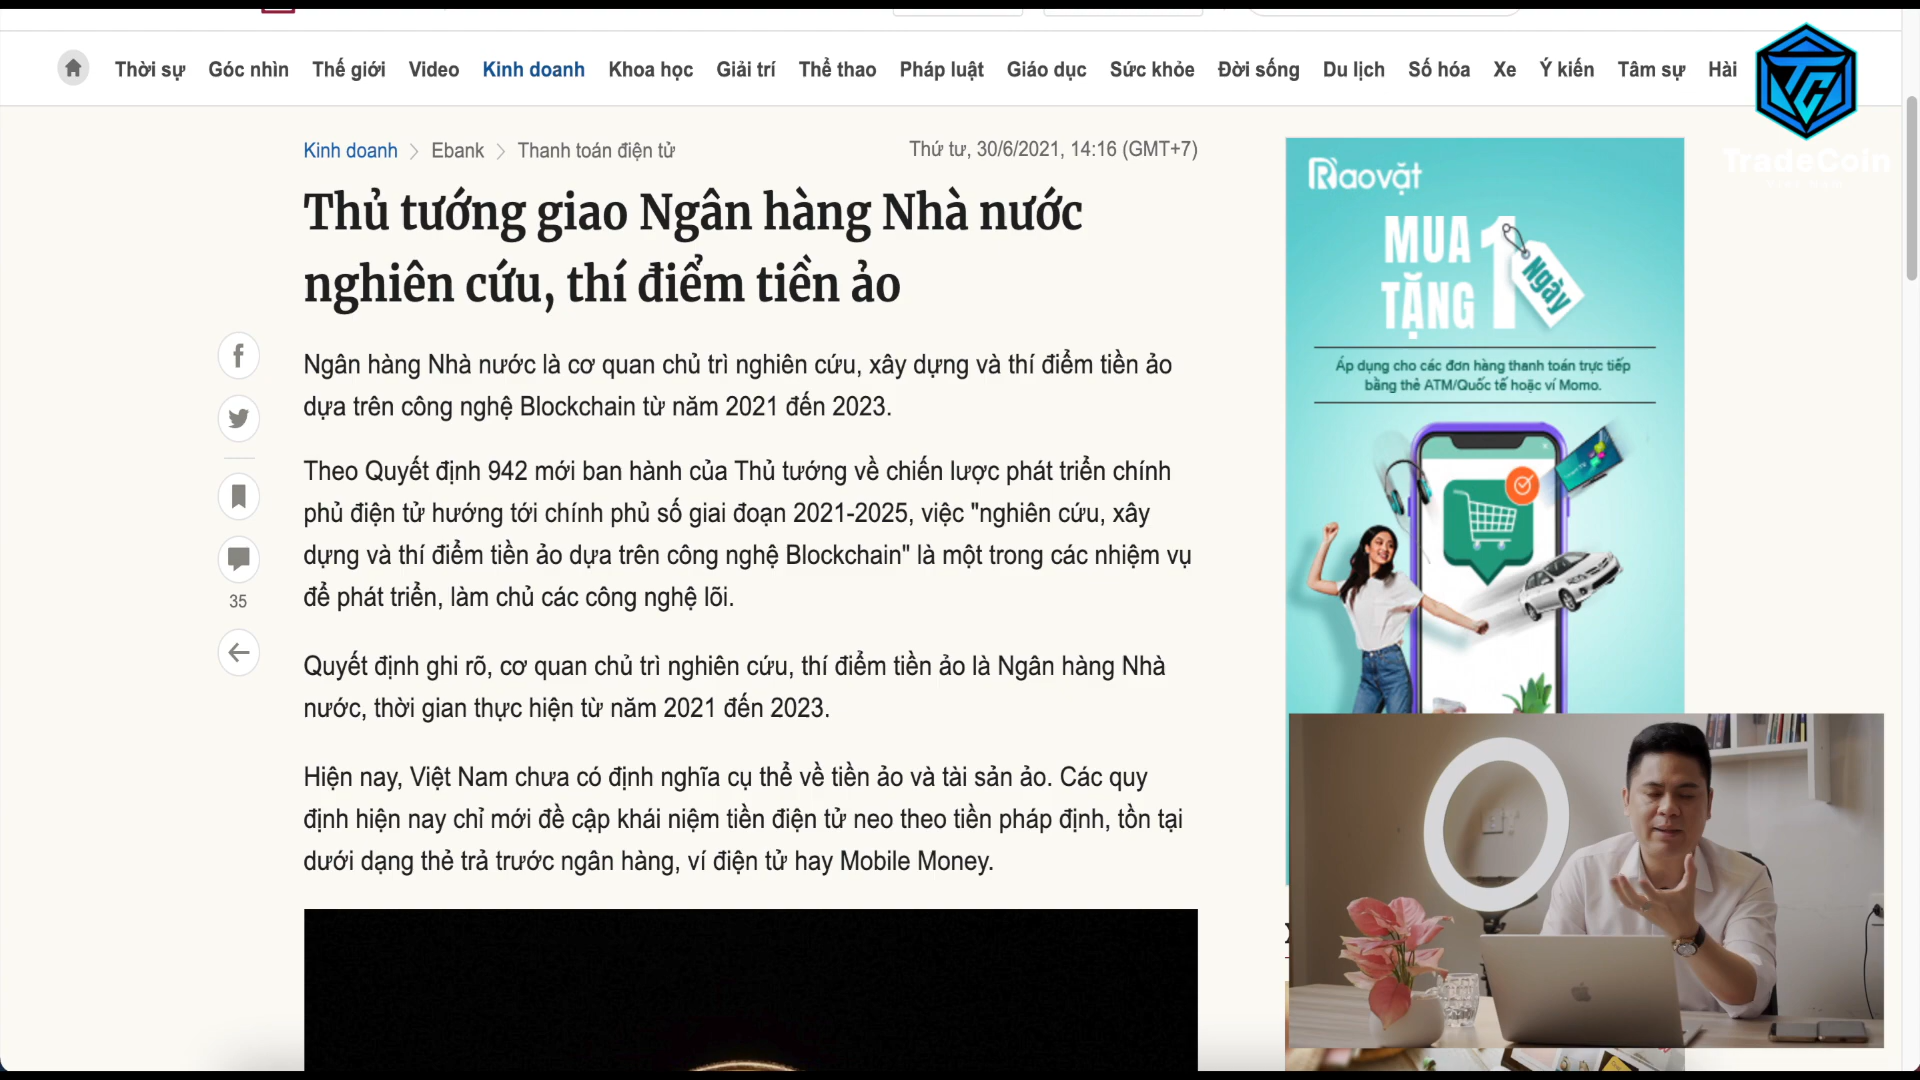 Thời sự Góc nhìn Thế giới Video Kinh doanh Khoa học Giải trí Thể thao Pháp luật Giáo dục Sức khỏe Đời sống Du lịch Số hóa Xe Ý kiến Tâm sự Hài
TradeCoin
Kinh doanh Ebank Thanh toán điện tử
Thứ tư, 30/6/2021, 14:16 (GMT+7)
Thủ tướng giao Ngân hàng Nhà nước
nghiên cứu, thí điểm tiền ảo
Ngân hàng Nhà nước là cơ quan chủ trì nghiên cứu, xây dựng và thí điểm tiền ảo
dựa trên công nghệ Blockchain từ năm 2021 đến 2023.
Theo Quyết định 942 mới ban hành của Thủ tướng về chiến lược phát triển chính
phủ điện tử hướng tới chính phủ số giai đoạn 2021-2025, việc "nghiên cứu, xây
dựng và thí điểm tiền ảo dựa trên công nghệ Blockchain" là một trong các nhiệm vụ
để phát triển, làm chủ các công nghệ lõi.
35
Quyết định ghi rõ, cơ quan chủ trì nghiên cứu, thí điểm tiền ảo là Ngân hàng Nhà
nước, thời gian thực hiện từ năm 2021 đến 2023.
Hiện nay, Việt Nam chưa có định nghĩa cụ thể về tiền ảo và tài sản ảo. Các quy
định hiện nay chỉ mới đề cập khái niệm tiền điện tử neo theo tiền pháp định, tồn tại
dưới dạng thẻ trả trước ngân hàng, ví điện tử hay Mobile Money.
Raovặt
MUA 1
TẶNG
Ngày
Áp dụng cho các đơn hàng thanh toán trực tiếp
bằng thẻ ATM/Quốc tế hoặc ví Momo.